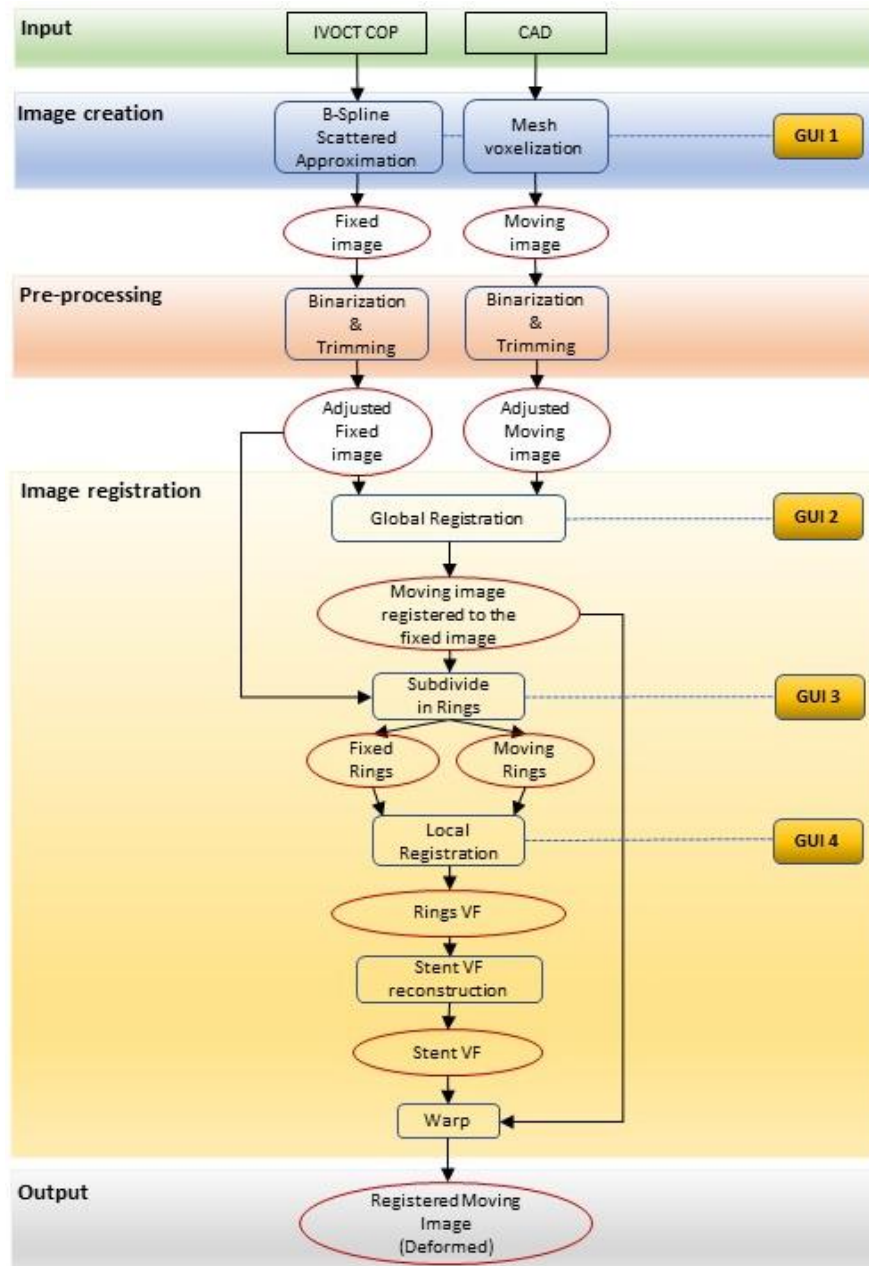 Input
IVOCT COP
CAD
Image creation
B-Spline
Scattered
Approximation
Mesh
voxelization
GUI 1
Fixed
image
Moving
image
Pre-processing
Binarization
&
Trimming
Binarization
&
Trimming
Adjusted
Fixed
image
Adjusted
Moving
image
Image registration
Global Registration
GUI 2
Moving image
registered to the
fixed image
Subdivide
in Rings
GUI 3
Fixed
Rings
Moving
Rings
Local
Registration
GUI 4
Rings VF
Stent VF
reconstruction
Stent VF
Warp
Output
Registered Moving
Image
(Deformed)